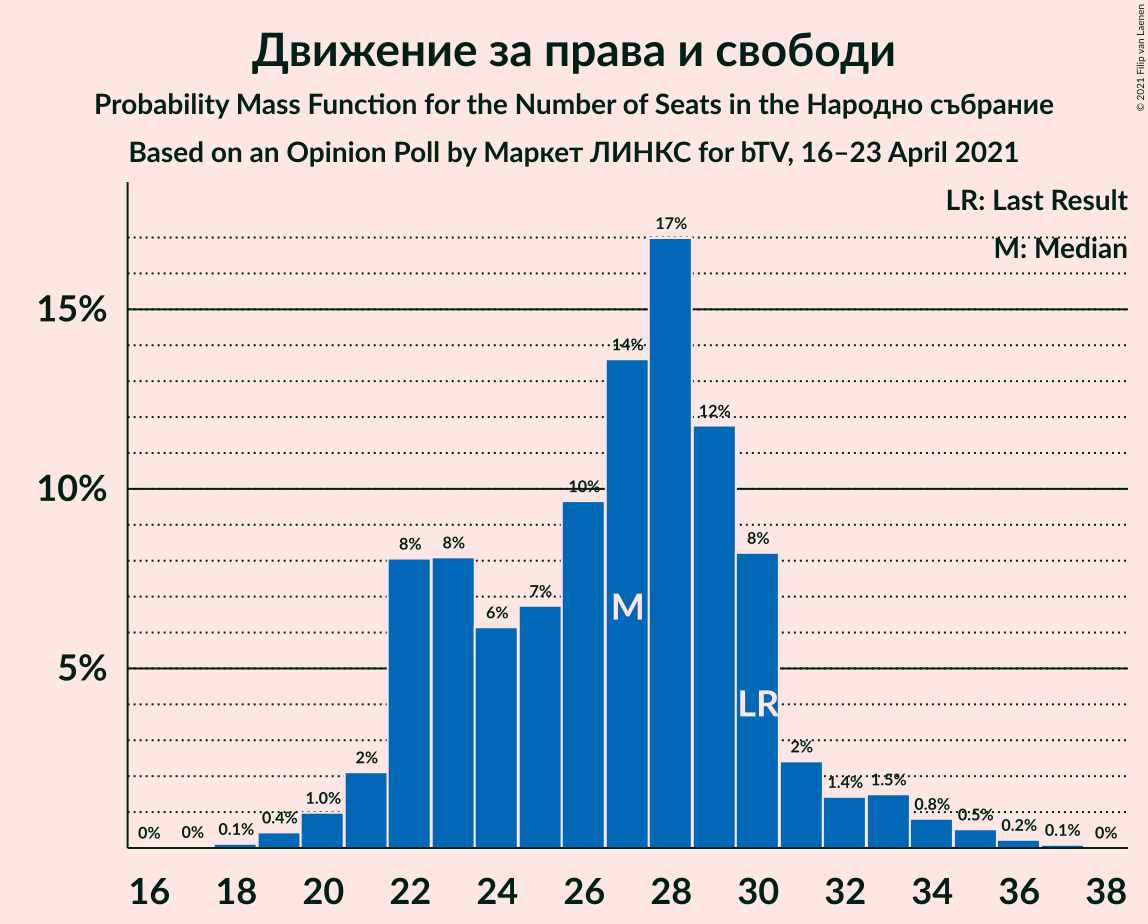 Движение за права и свободи
Probability Mass Function for the Number of Seats in the Народно събрание
Based on an Opinion Poll by Маркет ЛИНКС for bTV, 16–23 April 2021
© 2021 Filip van Laenen
LR: Last Result
M: Median
15%
10%
5%
0%
0%
0.1%
0.4%
1.0%
2%
8%
8%
6%
7%
10%
14%
17%
12%
8%
2%
1.4%
1.5%
0.8%
0.5%
0.2%
0.1%
0%
M
LR
16 18 20 22 24 26 28 30 32 34 36 38